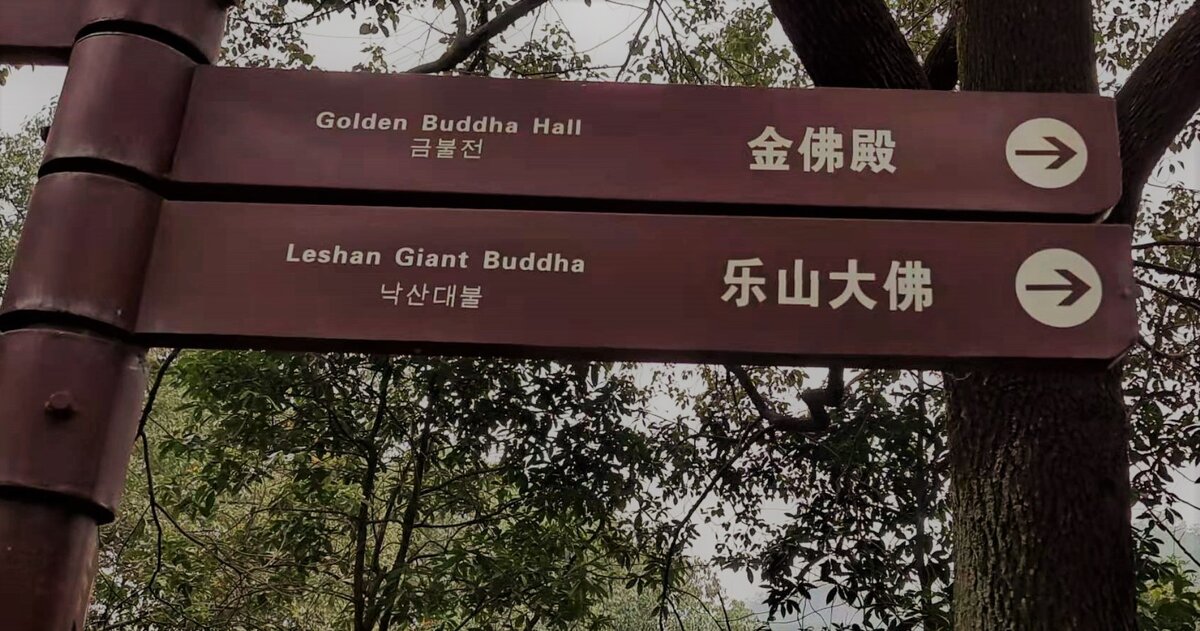 Golden Buddha Hall
금불전
金佛殿
Leshan Giant Buddha
낙산대불
乐山大佛